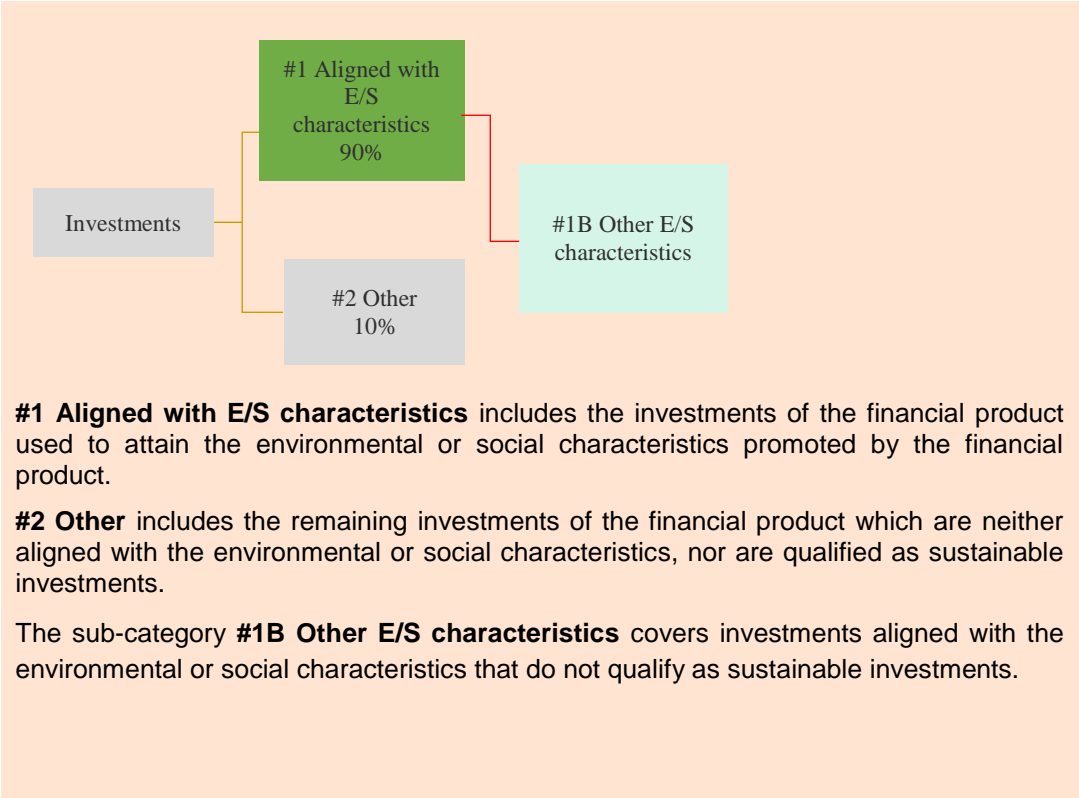 #1 Aligned with
E/S
characteristics
90%
Investments
#1B Other E/S
characteristics
#2 Other
10%
#1 Aligned with E/S characteristics includes the investments of the financial product
used to attain the environmental or social characteristics promoted by the financial
product.
#2 Other includes the remaining investments of the financial product which are neither
aligned with the environmental or social characteristics, nor are qualified as sustainable
investments.
The sub-category #1B Other E/S characteristics covers investments aligned with the
environmental or social characteristics that do not qualify as sustainable investments.